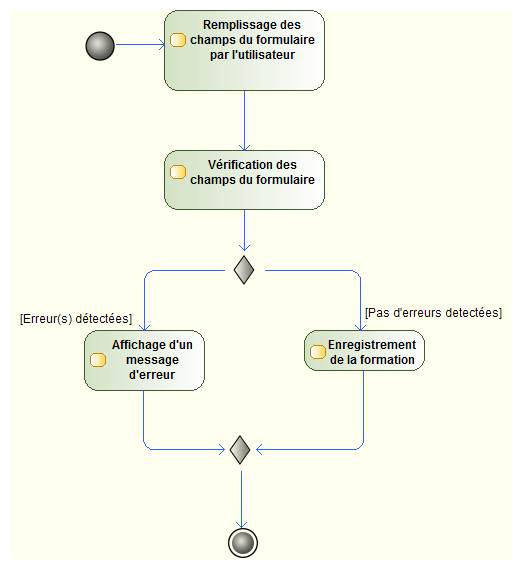 Remplissage des
champs du formulaire
par l'utilisateur
Vérification des
champs du formulaire
[Erreur(s) détectées]
[Pas d'erreurs detectées]
Affichage d'un
message
d'erreur
Enregistrement
de la formation